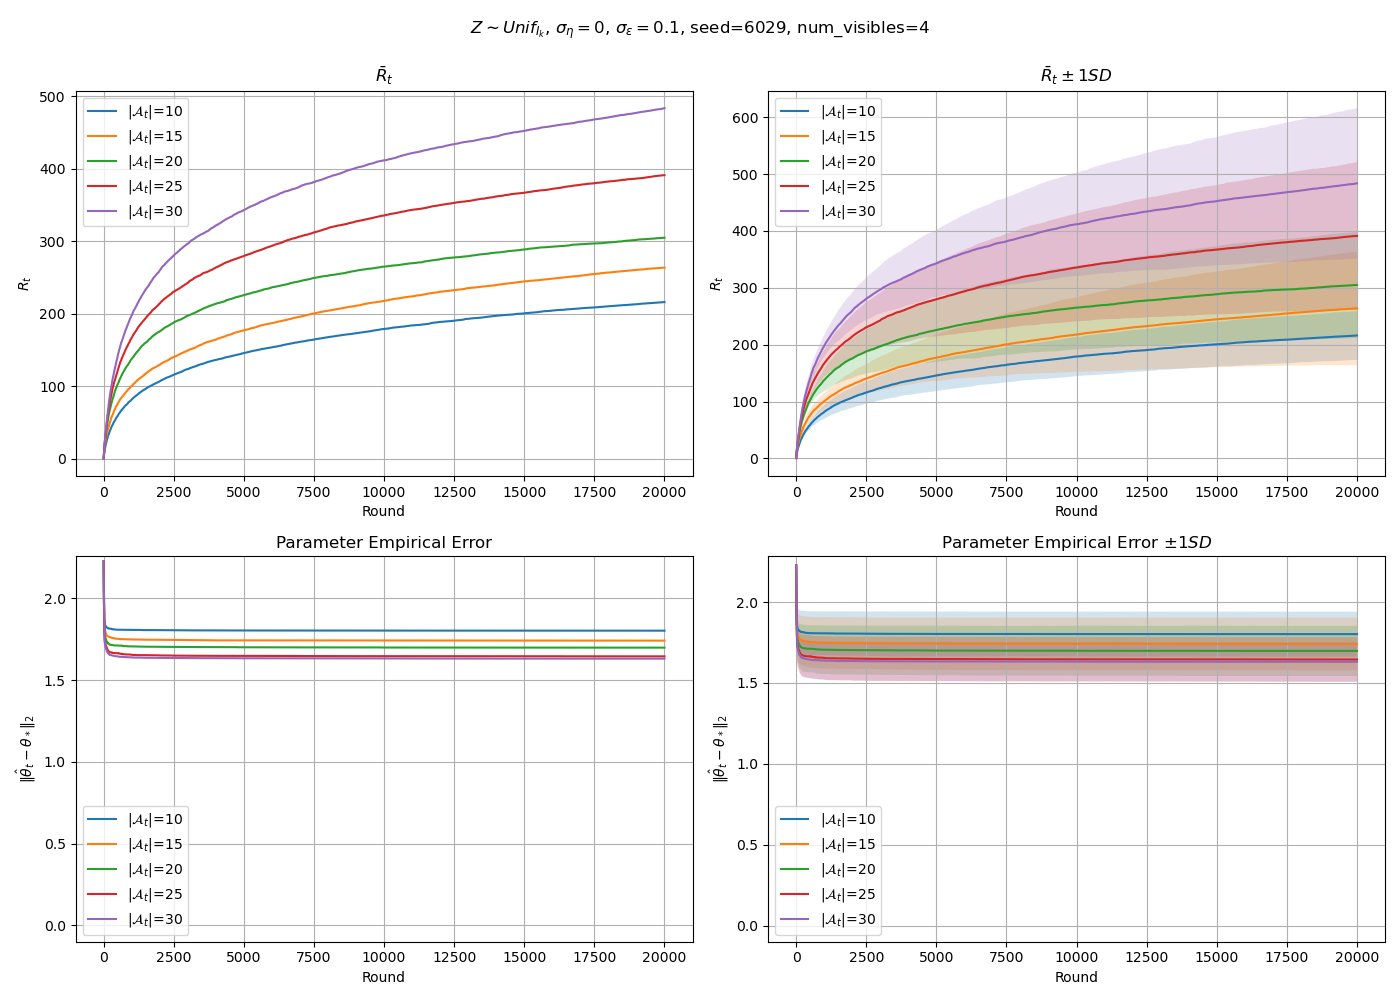 Z ∼ Unif_{I_k}, σ_η = 0, σ_ε = 0.1, seed=6029, num_visibles=4
R̄_t
R_t
500
400
300
200
100
0
|𝒜_t|=10
|𝒜_t|=15
|𝒜_t|=20
|𝒜_t|=25
|𝒜_t|=30
0 2500 5000 7500 10000 12500 15000 17500 20000
Round
R̄_t ± 1SD
R_t
600
500
400
300
200
100
0
|𝒜_t|=10
|𝒜_t|=15
|𝒜_t|=20
|𝒜_t|=25
|𝒜_t|=30
0 2500 5000 7500 10000 12500 15000 17500 20000
Round
Parameter Empirical Error
‖θ̂_t − θ_*‖_2
2.0
1.5
1.0
0.5
0.0
|𝒜_t|=10
|𝒜_t|=15
|𝒜_t|=20
|𝒜_t|=25
|𝒜_t|=30
0 2500 5000 7500 10000 12500 15000 17500 20000
Round
Parameter Empirical Error ±1SD
‖θ̂_t − θ_*‖_2
2.0
1.5
1.0
0.5
0.0
|𝒜_t|=10
|𝒜_t|=15
|𝒜_t|=20
|𝒜_t|=25
|𝒜_t|=30
0 2500 5000 7500 10000 12500 15000 17500 20000
Round